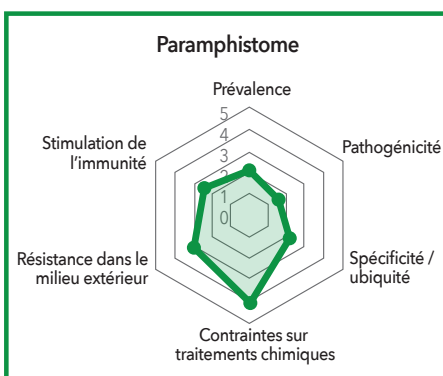 Paramphistome
Prévalence
5
4
3
2
1
0
Stimulation de
l'immunité
Pathogénicité
Résistance dans le
milieu extérieur
Spécificité /
ubiquité
Contraintes sur
traitements chimiques